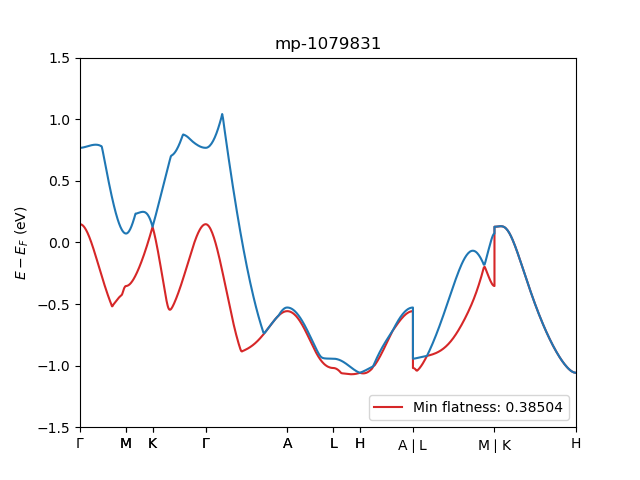 mp-1079831
E − E_F (eV)
1.5
1.0
0.5
0.0
−0.5
−1.0
−1.5
Min flatness: 0.38504
Γ M K Γ A L H A | L M | K H